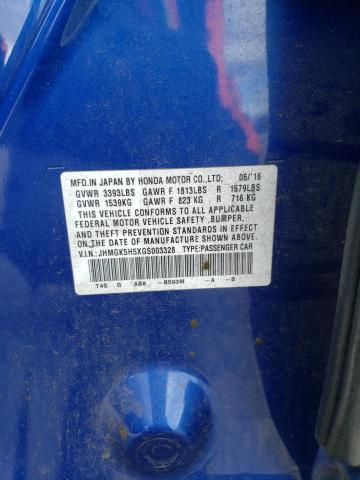 MFD.IN JAPAN BY HONDA MOTOR CO.,LTD. 06/'16
GVWR 3393LBS GAWR F 1813LBS R 1579LBS
GVWR 1539KG GAWR F 823 KG R 716 KG
THIS VEHICLE CONFORMS TO ALL APPLICABLE
FEDERAL MOTOR VEHICLE SAFETY ,BUMPER,
AND THEFT PREVENTION STANDARDS IN EFFECT
ON THE DATE OF MANUFACTURE SHOWN ABOVE.
V.I.N.:JHMGK5H5XGS003328 TYPE:PASSENGER CAR
T4S G AB8 -B593M -A -B